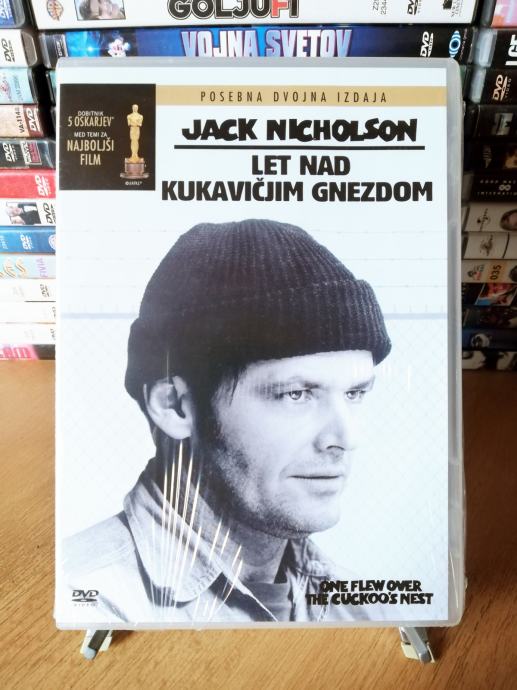 GOLJUFI
VOJNA SVETOV
POSEBNA DVOJNA IZDAJA
DOBITNIK
5 OSKARJEV®
MED TEMI ZA
NAJBOLJŠI
FILM
JACK NICHOLSON
LET NAD
KUKAVIČJIM GNEZDOM
ONE FLEW OVER
THE CUCKOO'S NEST
DVD
VIDEO